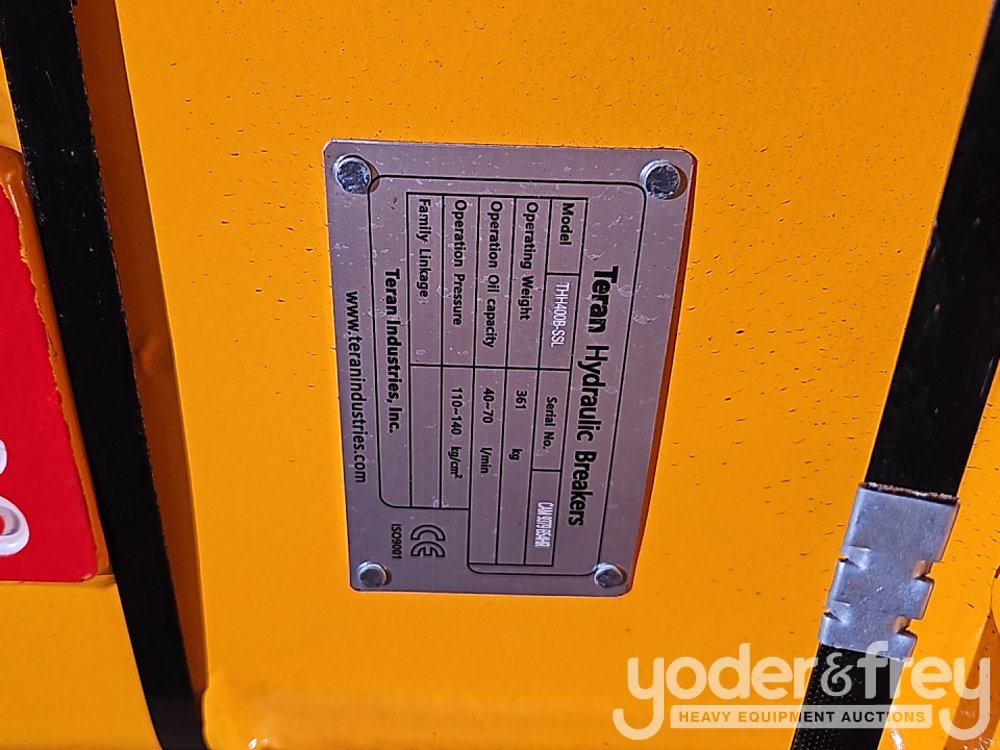 Teran Hydraulic Breakers
Model THH400B-SSL Serial No.
Operating Weight 361 kg
Operation Oil capacity 40~70 l/min
Operation Pressure 110~140 kg/cm²
Family Linkage
Teran Industries, Inc.
www.teranindustries.com
CE
ISO9001
yoder&frey
HEAVY EQUIPMENT AUCTIONS